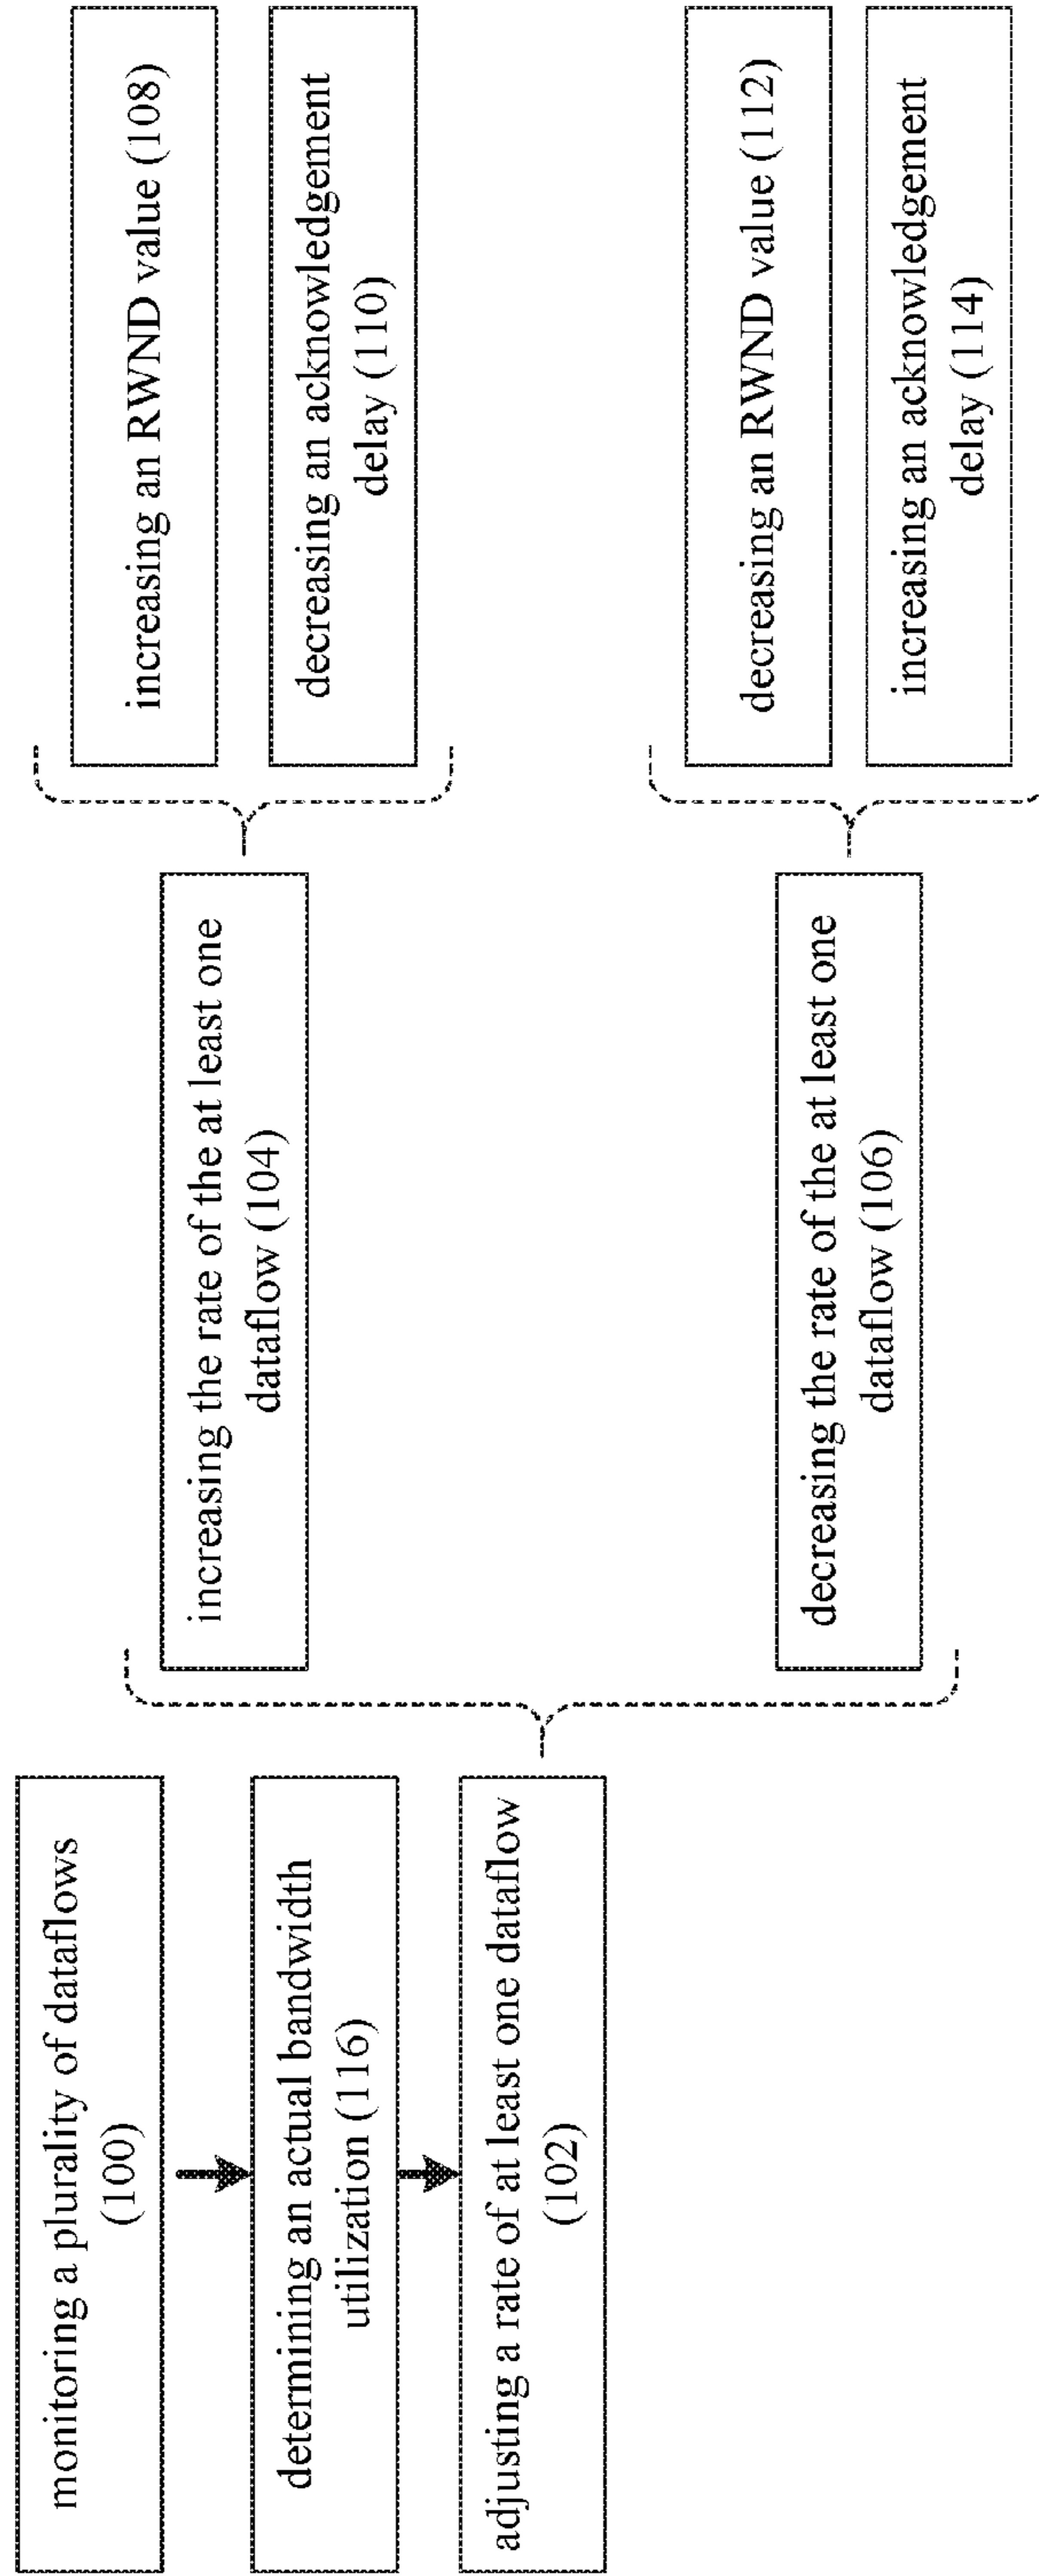 monitoring a plurality of dataflows
(100)
determining an actual bandwidth
utilization (116)
adjusting a rate of at least one dataflow
(102)
increasing the rate of the at least one
dataflow (104)
decreasing the rate of the at least one
dataflow (106)
increasing an RWND value (108)
decreasing an acknowledgement
delay (110)
decreasing an RWND value (112)
increasing an acknowledgement
delay (114)